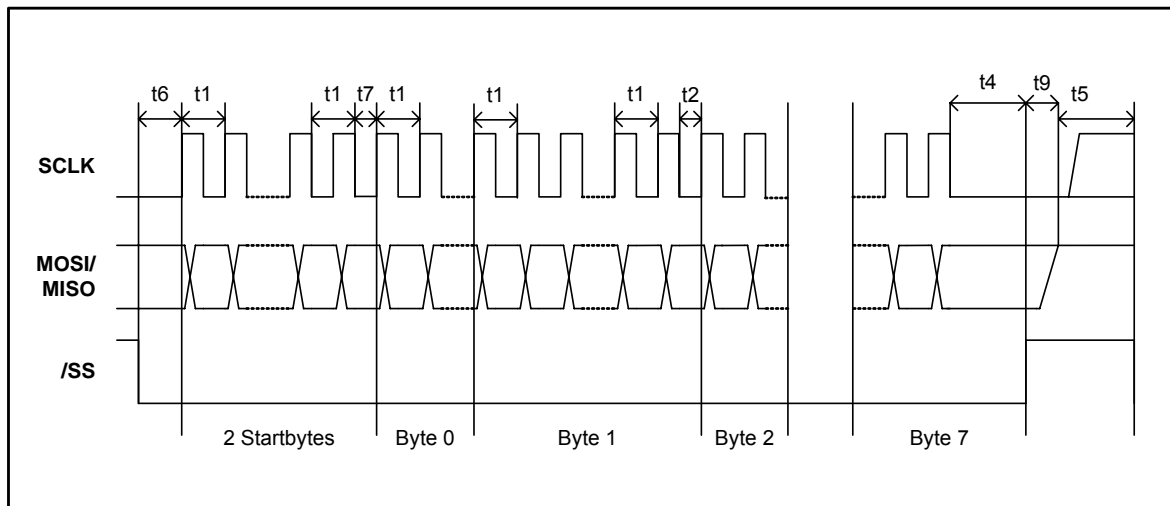 t6 t1 t1 t7 t1 t1 t1 t2 t4 t9 t5
SCLK
MOSI/
MISO
/SS
2 Startbytes Byte 0 Byte 1 Byte 2 Byte 7